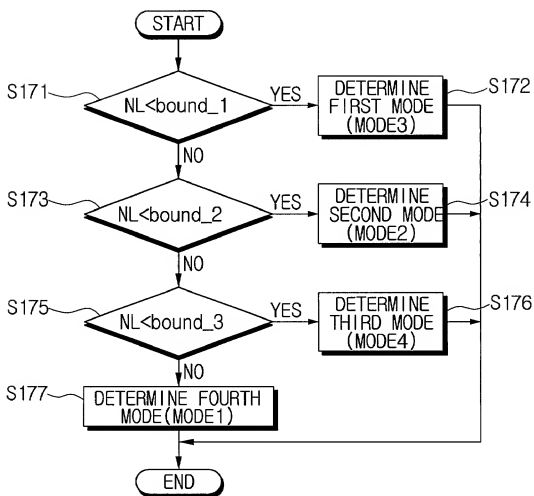 START
S171
NL<bound_1
YES
DETERMINE
FIRST MODE
(MODE3)
S172
NO
S173
NL<bound_2
YES
DETERMINE
SECOND MODE
(MODE2)
S174
NO
S175
NL<bound_3
YES
DETERMINE
THIRD MODE
(MODE4)
S176
NO
S177
DETERMINE FOURTH
MODE(MODE1)
END